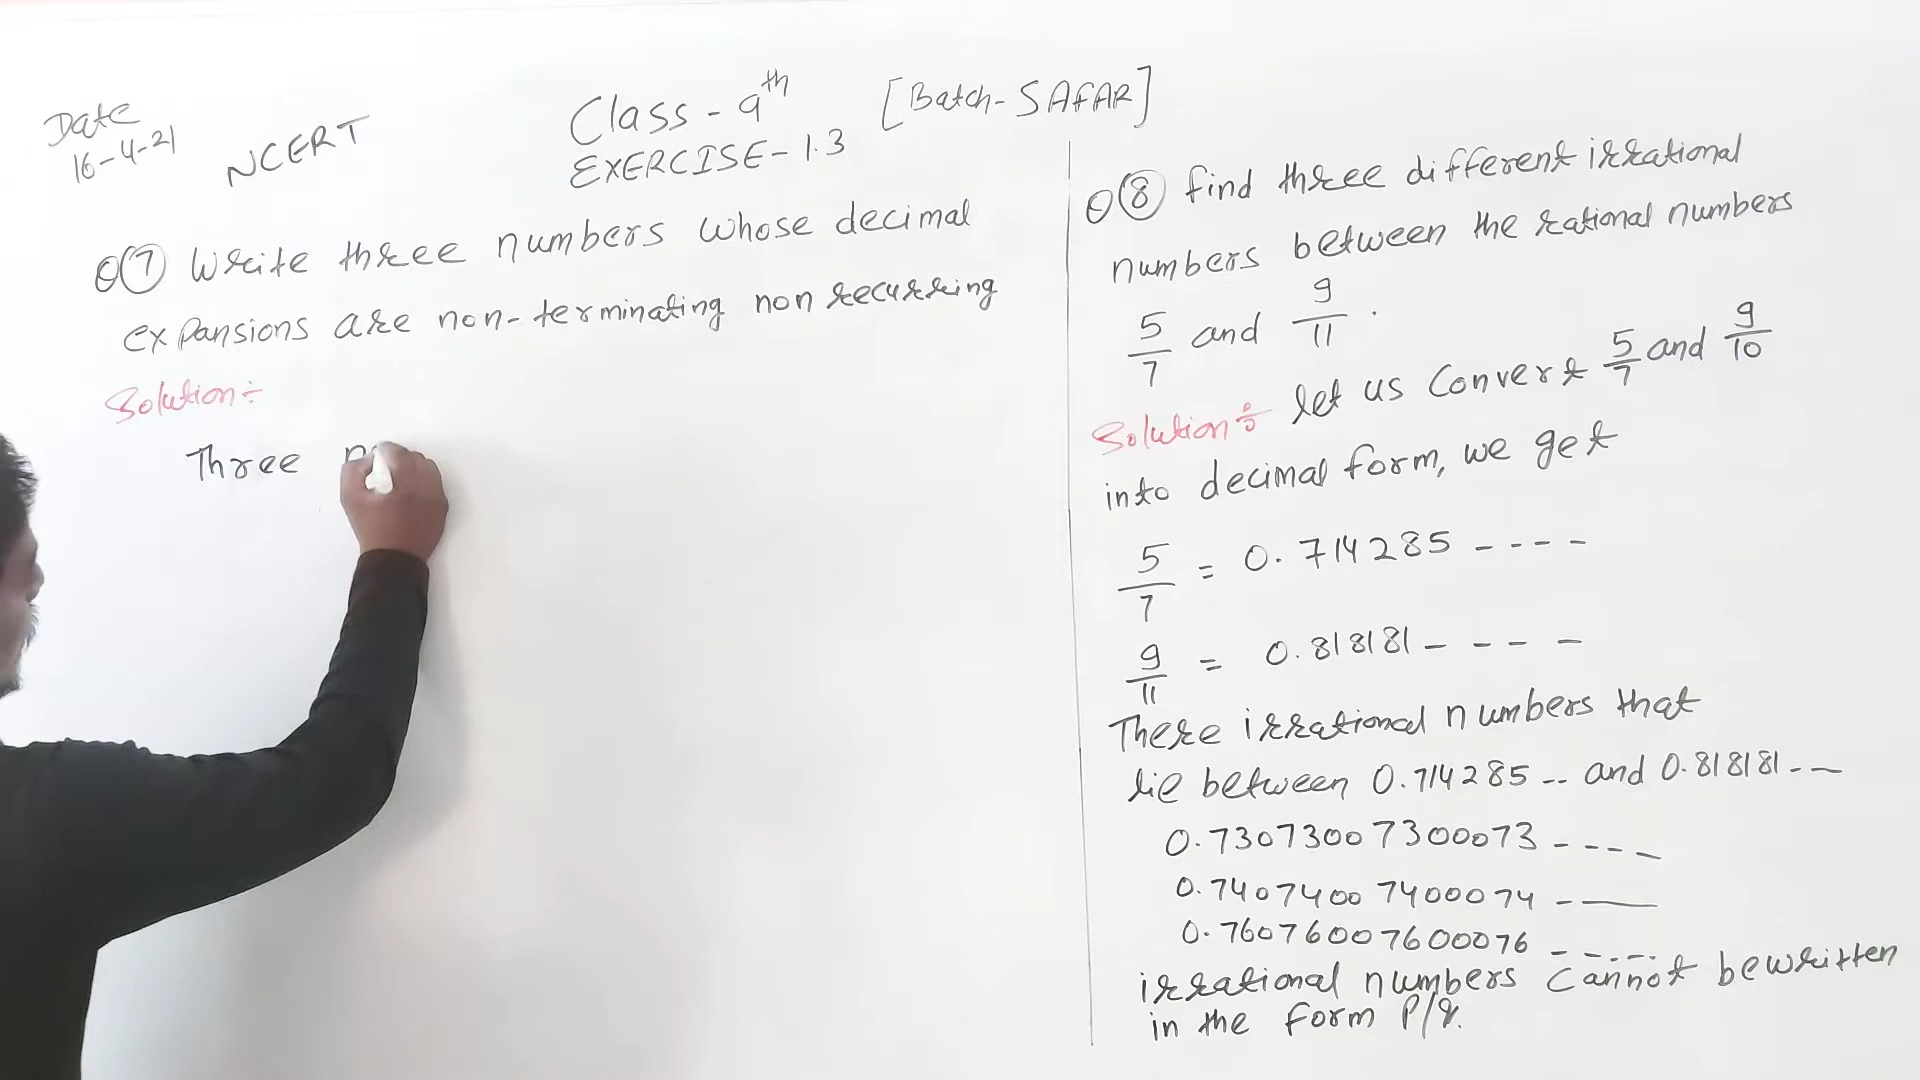 Date
16-4-21
NCERT
Class - 9th [Batch- SAFAR]
EXERCISE - 1.3
Q(7) Write three numbers whose decimal
expansions are non-terminating non recurring
Solution ÷
Three
Q(8) find three different irrational
numbers between the rational numbers
5/7 and 9/11 .
Solution ÷ let us convert 5/7 and 9/10
into decimal form, we get
5/7 = 0.714285 ----
9/11 = 0.818181 ----
There irrational numbers that
lie between 0.714285 -- and 0.818181 --
0.73073007300073 ----
0.74074007400074 ---
0.76076007600076 -----
irrational numbers cannot be written
in the form P/q.